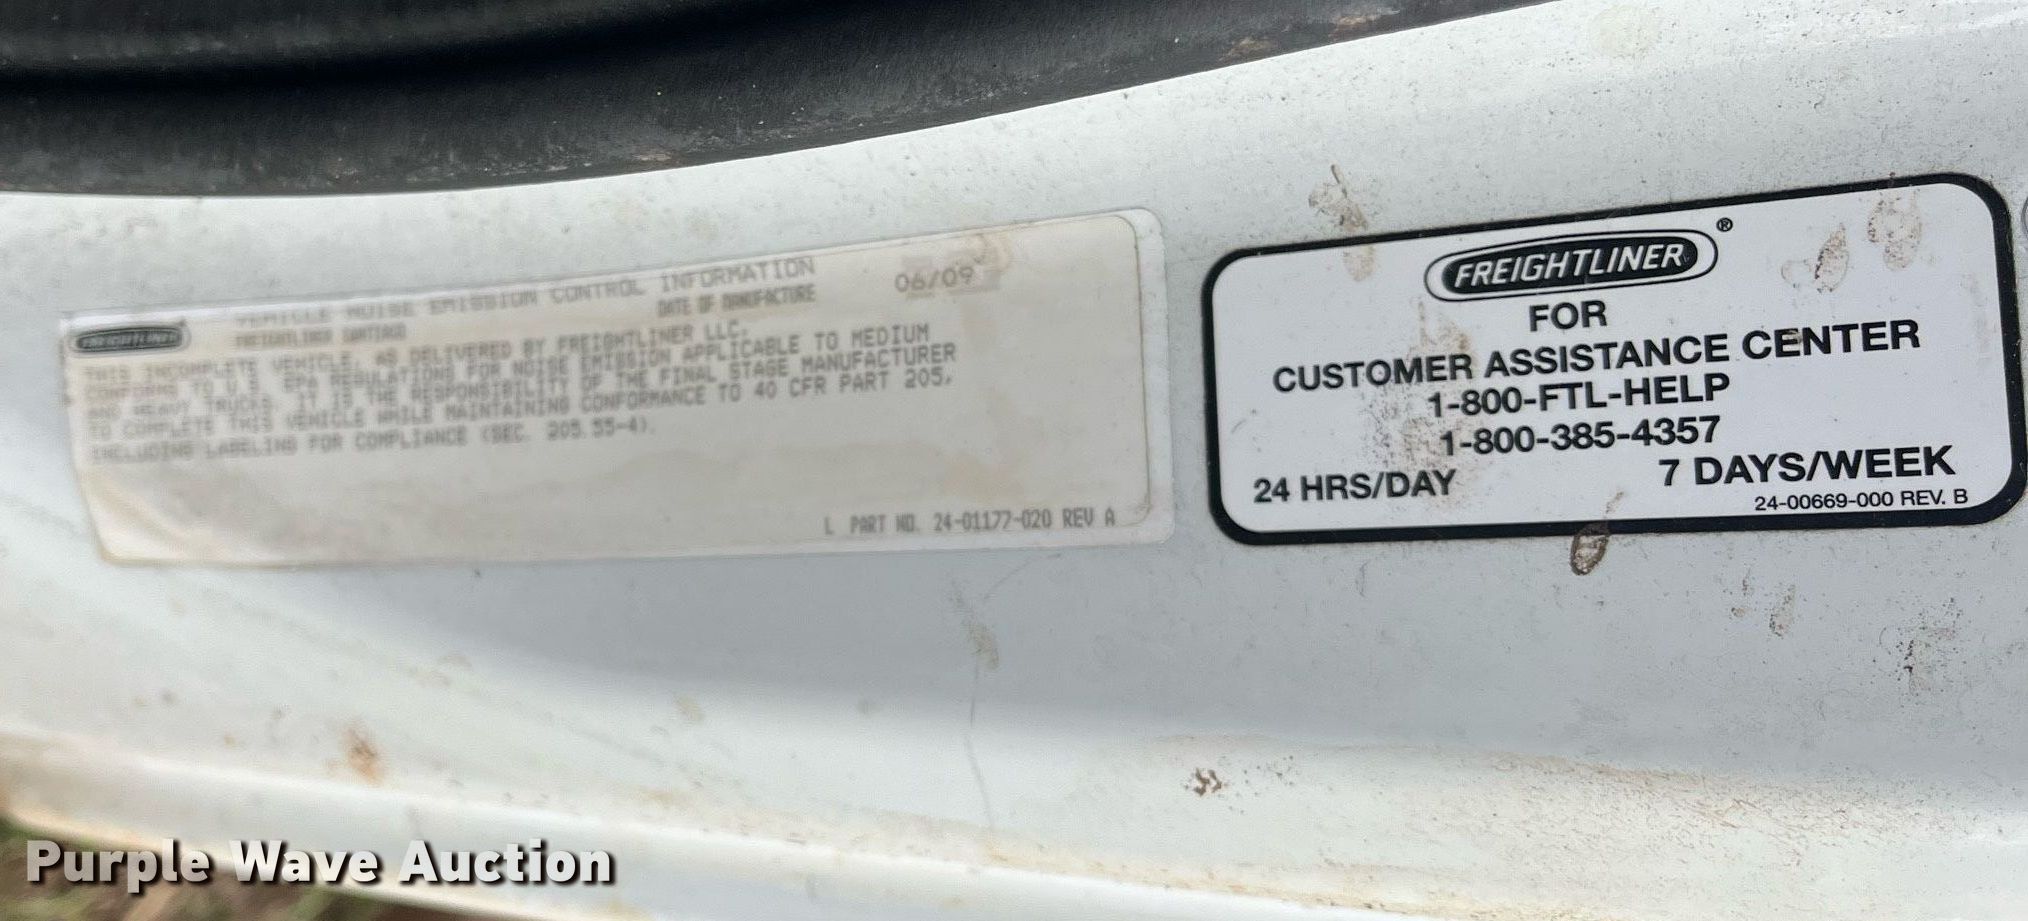 VEHICLE NOISE EMISSION CONTROL INFORMATION
FREIGHTLINER SANTIAGO DATE OF MANUFACTURE 06/09
FREIGHTLINER
THIS INCOMPLETE VEHICLE, AS DELIVERED BY FREIGHTLINER LLC,
CONFORMS TO U.S. EPA REGULATIONS FOR NOISE EMISSION APPLICABLE TO MEDIUM
AND HEAVY TRUCKS. IT IS THE RESPONSIBILITY OF THE FINAL STAGE MANUFACTURER
TO COMPLETE THIS VEHICLE WHILE MAINTAINING CONFORMANCE TO 40 CFR PART 205,
INCLUDING LABELING FOR COMPLIANCE (SEC. 205.55-4).
L PART NO. 24-01177-020 REV A
FREIGHTLINER®
FOR
CUSTOMER ASSISTANCE CENTER
1-800-FTL-HELP
1-800-385-4357
24 HRS/DAY 7 DAYS/WEEK
24-00669-000 REV. B
Purple Wave Auction